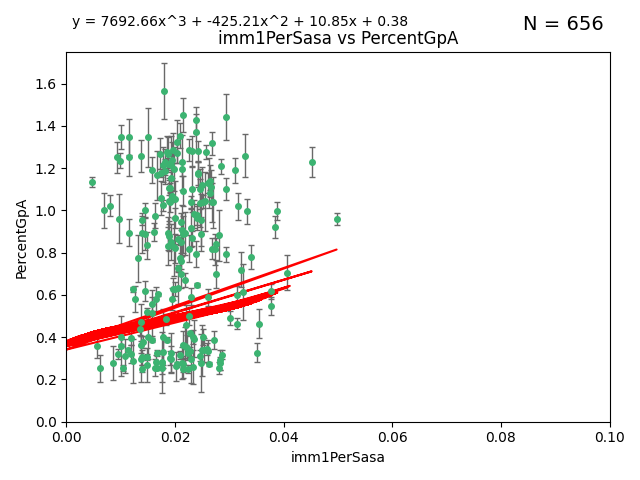 y = 7692.66x^3 + -425.21x^2 + 10.85x + 0.38
N = 656
imm1PerSasa vs PercentGpA
1.6
1.4
1.2
1.0
0.8
0.6
0.4
0.2
0.0
PercentGpA
0.00 0.02 0.04 0.06 0.08 0.10
imm1PerSasa